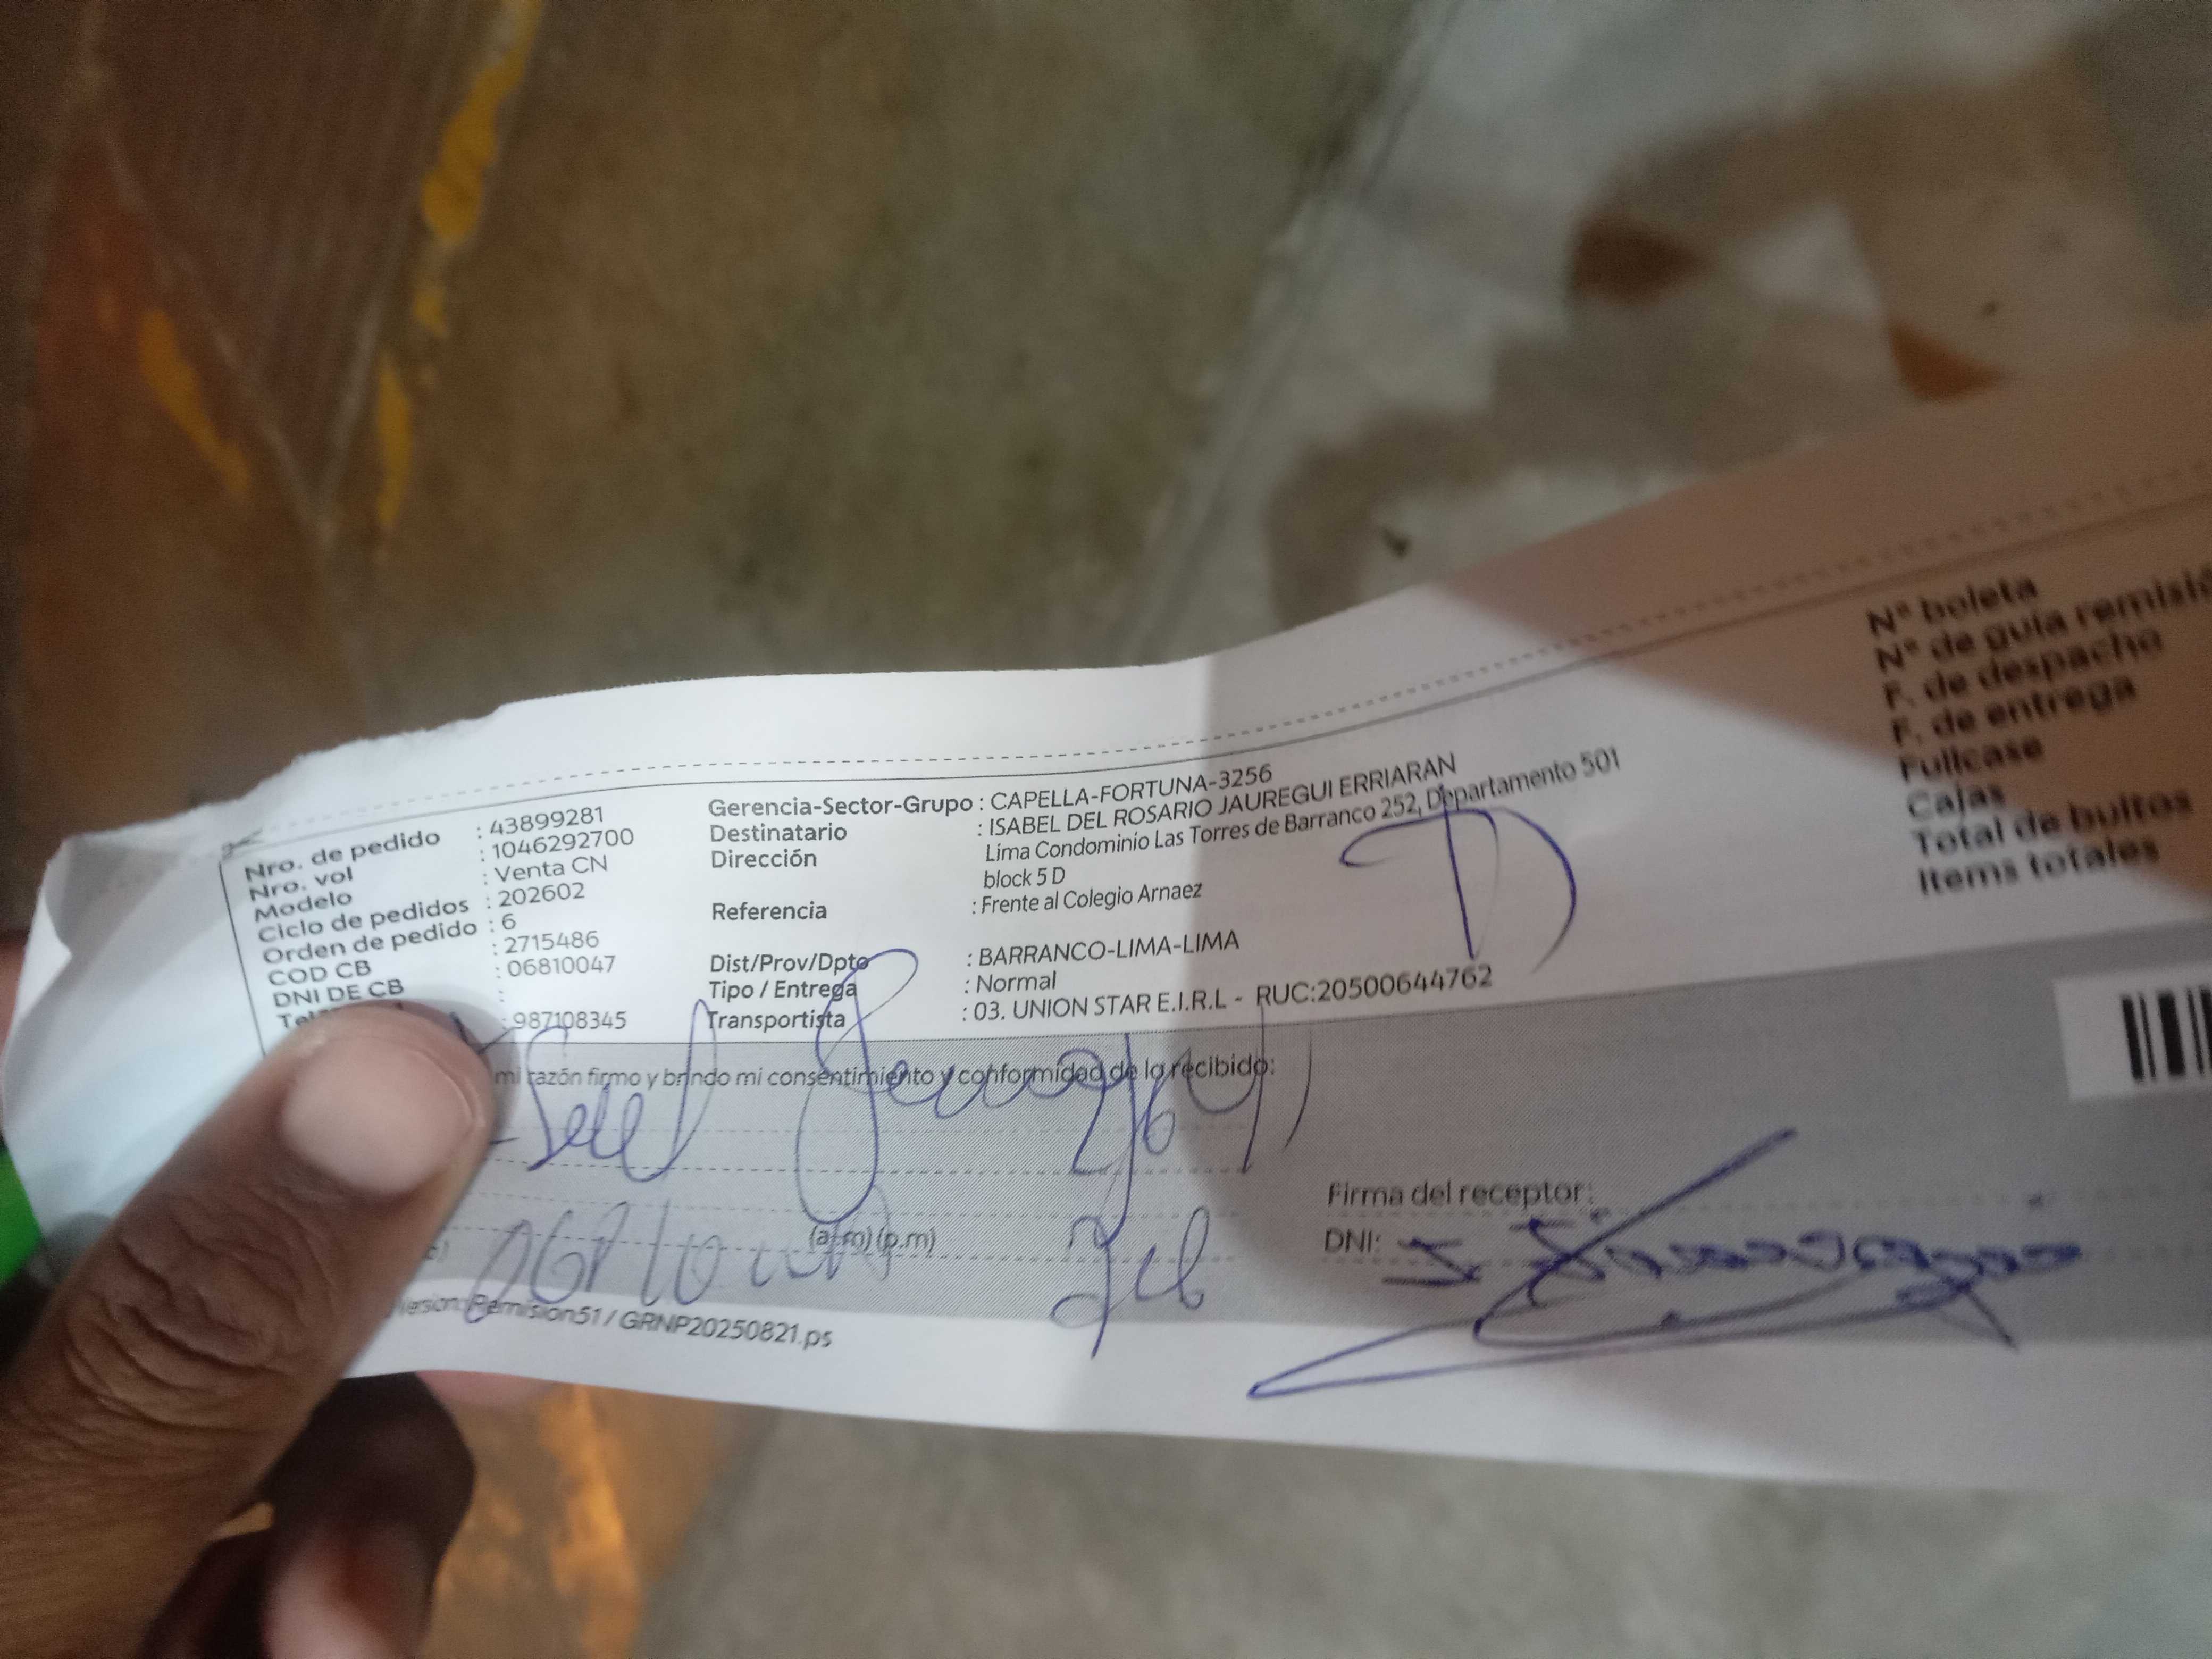 Nro. de pedido : 43899281
Nro. vol : 1046292700
Modelo : Venta CN
Ciclo de pedidos : 202602
Orden de pedido : 6
COD CB : 2715486
DNI DE CB : 06810047
: 987108345
Gerencia-Sector-Grupo : CAPELLA-FORTUNA-3256
Destinatario : ISABEL DEL ROSARIO JAUREGUI ERRIARAN
Dirección : Lima Condominio Las Torres de Barranco 252, Departamento 501
block 5 D
Referencia : Frente al Colegio Arnaez
Dist/Prov/Dpto : BARRANCO-LIMA-LIMA
Tipo / Entrega : Normal
Transportista : 03. UNION STAR E.I.R.L - RUC:20500644762
N° boleta
N° de guía remisi
F. de despacho
F. de entrega
Fullcase
Cajas
Total de bultos
Items totales
mi razón firmo y brindo mi consentimiento y conformidad de lo recibido:
(a.m) (p.m)
Firma del receptor:
DNI:
version: Remision51 / GRNP20250821.ps